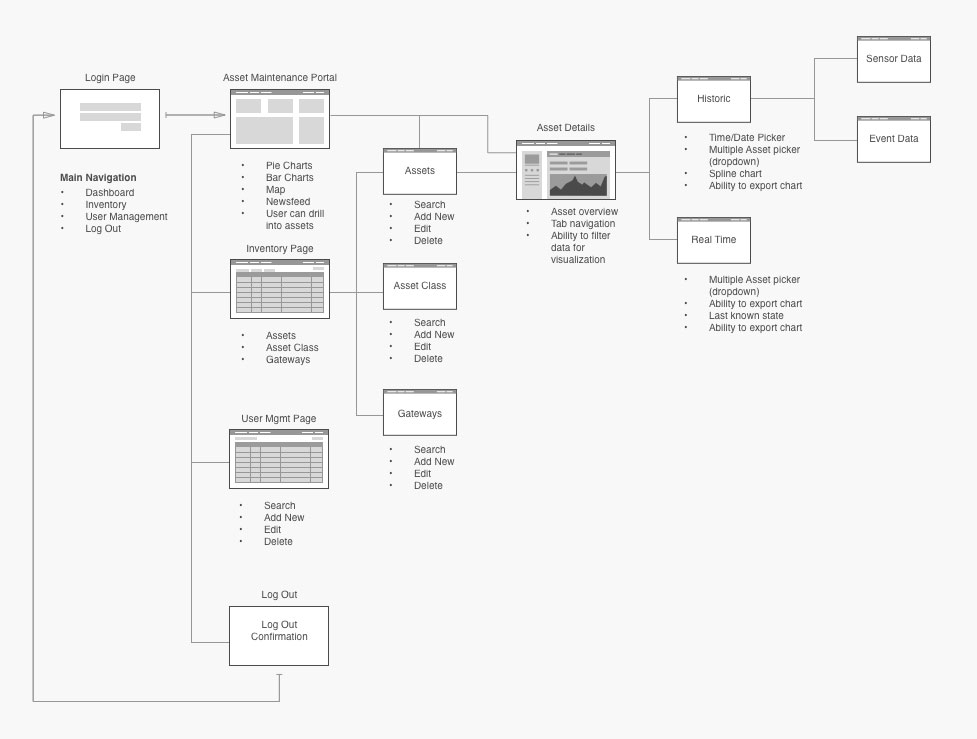 Login Page
Main Navigation
• Dashboard
• Inventory
• User Management
• Log Out
Asset Maintenance Portal
• Pie Charts
• Bar Charts
• Map
• Newsfeed
• User can drill
into assets
Inventory Page
• Assets
• Asset Class
• Gateways
User Mgmt Page
• Search
• Add New
• Edit
• Delete
Log Out
Log Out
Confirmation
Assets
• Search
• Add New
• Edit
• Delete
Asset Class
• Search
• Add New
• Edit
• Delete
Gateways
• Search
• Add New
• Edit
• Delete
Asset Details
• Asset overview
• Tab navigation
• Ability to filter
data for
visualization
Historic
• Time/Date Picker
• Multiple Asset picker
(dropdown)
• Spline chart
• Ability to export chart
Real Time
• Multiple Asset picker
(dropdown)
• Ability to export chart
• Last known state
• Ability to export chart
Sensor Data
Event Data